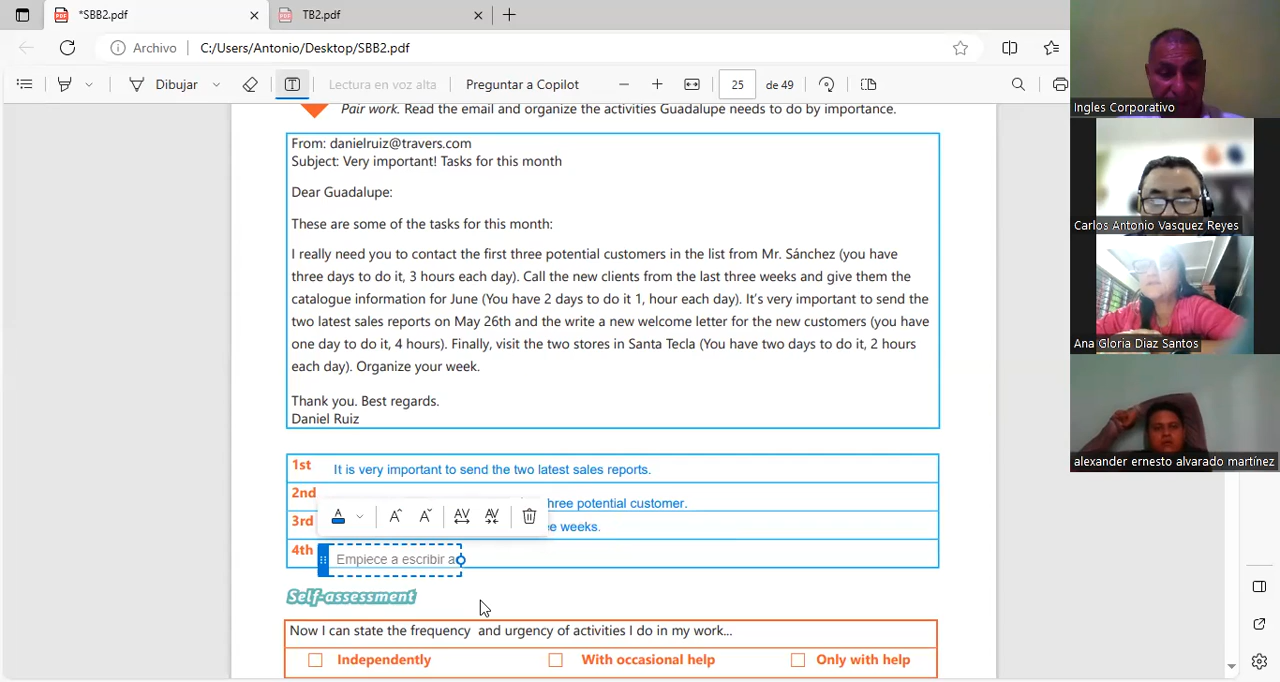 *SBB2.pdf
TB2.pdf
Archivo
C:/Users/Antonio/Desktop/SBB2.pdf
Dibujar
Lectura en voz alta
Preguntar a Copilot
25
de 49
Pair work. Read the email and organize the activities Guadalupe needs to do by importance.
From: danielruiz@travers.com
Subject: Very important! Tasks for this month
Dear Guadalupe:
These are some of the tasks for this month:
I really need you to contact the first three potential customers in the list from Mr. Sánchez (you have
three days to do it, 3 hours each day). Call the new clients from the last three weeks and give them the
catalogue information for June (You have 2 days to do it 1, hour each day). It's very important to send the
two latest sales reports on May 26th and the write a new welcome letter for the new customers (you have
one day to do it, 4 hours). Finally, visit the two stores in Santa Tecla (You have two days to do it, 2 hours
each day). Organize your week.
Thank you. Best regards.
Daniel Ruiz
1st It is very important to send the two latest sales reports.
2nd three potential customer.
3rd weeks.
4th Empiece a escribir a
Self-assessment
Now I can state the frequency and urgency of activities I do in my work...
Independently
With occasional help
Only with help
Ingles Corporativo
Carlos Antonio Vasquez Reyes
Ana Gloria Diaz Santos
alexander ernesto alvarado martínez